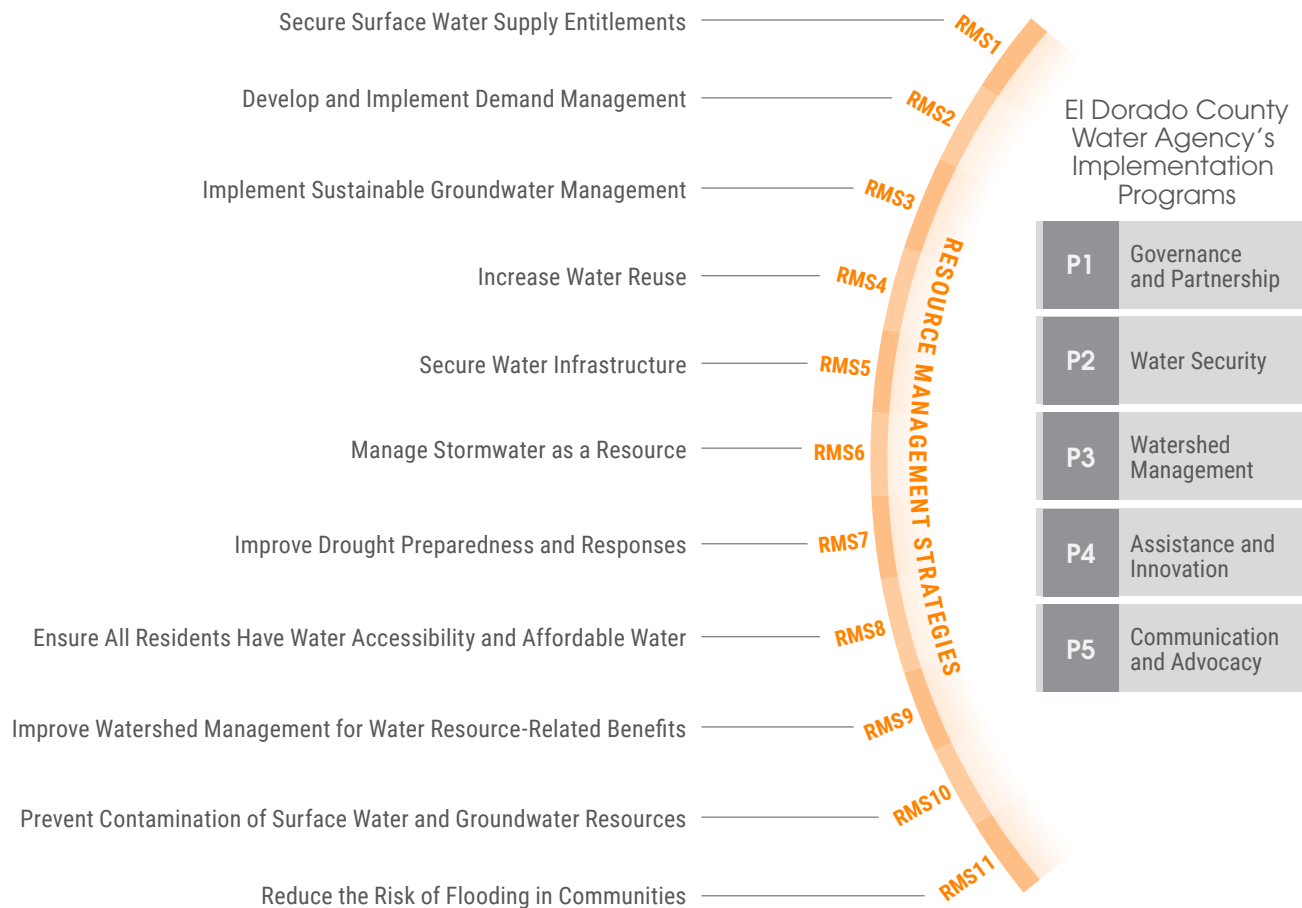 Secure Surface Water Supply Entitlements
RMS1
Develop and Implement Demand Management
RMS2
Implement Sustainable Groundwater Management
RMS3
Increase Water Reuse
RMS4
Secure Water Infrastructure
RMS5
Manage Stormwater as a Resource
RMS6
Improve Drought Preparedness and Responses
RMS7
Ensure All Residents Have Water Accessibility and Affordable Water
RMS8
Improve Watershed Management for Water Resource-Related Benefits
RMS9
Prevent Contamination of Surface Water and Groundwater Resources
RMS10
Reduce the Risk of Flooding in Communities
RMS11
RESOURCE MANAGEMENT STRATEGIES
El Dorado County
Water Agency's
Implementation
Programs
P1
Governance
and Partnership
P2
Water Security
P3
Watershed
Management
P4
Assistance and
Innovation
P5
Communication
and Advocacy